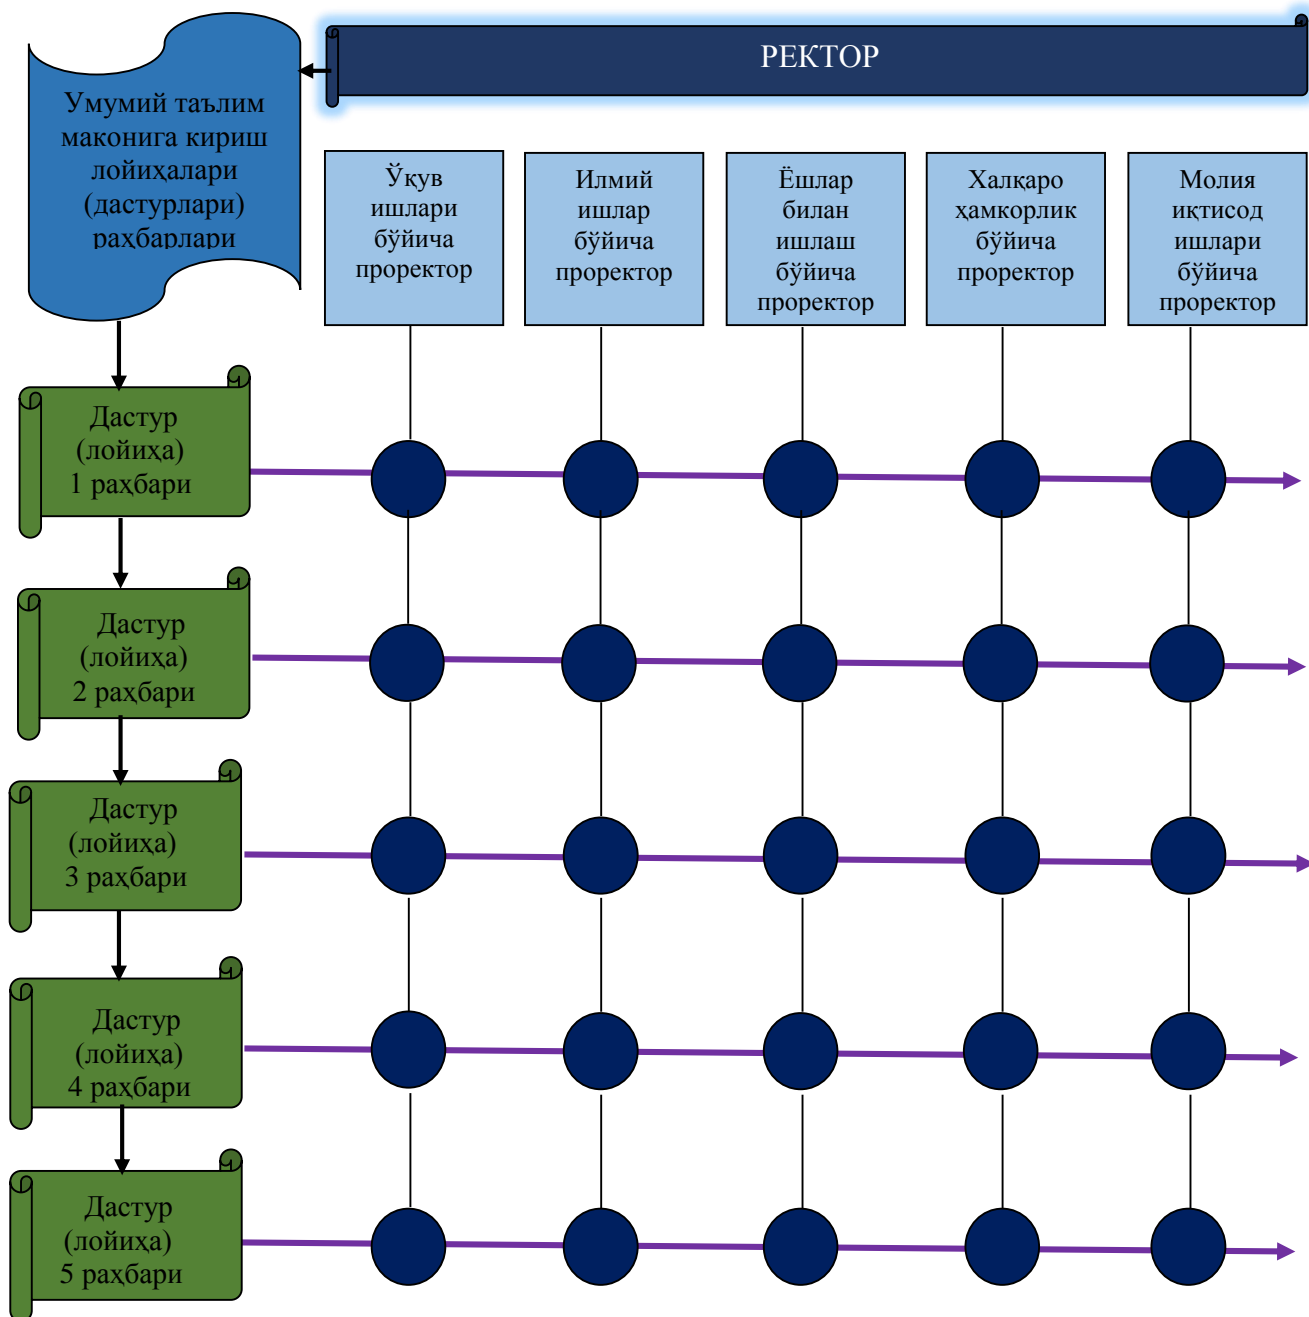 РЕКТОР
Умумий таълим
маконига кириш
лойиҳалари
(дастурлари)
раҳбарлари
Ўқув
ишлари
бўйича
проректор
Илмий
ишлар
бўйича
проректор
Ёшлар
билан
ишлаш
бўйича
проректор
Халқаро
ҳамкорлик
бўйича
проректор
Молия
иқтисод
ишлари
бўйича
проректор
Дастур
(лойиҳа)
1 раҳбари
Дастур
(лойиҳа)
2 раҳбари
Дастур
(лойиҳа)
3 раҳбари
Дастур
(лойиҳа)
4 раҳбари
Дастур
(лойиҳа)
5 раҳбари